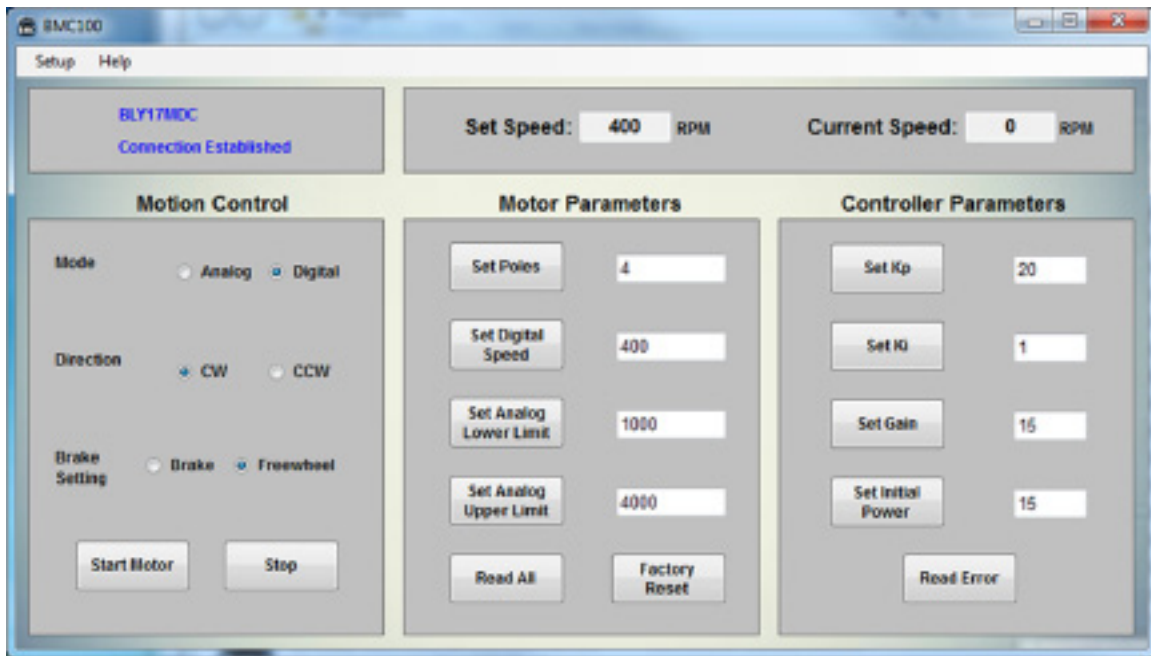 BMC100
Setup Help
BLY17MDC
Connection Established
Set Speed: 400 RPM
Current Speed: 0 RPM
Motion Control
Mode
Analog Digital
Direction
CW CCW
Brake
Setting
Brake Freewheel
Start Motor
Stop
Motor Parameters
Set Poles
4
Set Digital
Speed
400
Set Analog
Lower Limit
1000
Set Analog
Upper Limit
4000
Read All
Factory
Reset
Controller Parameters
Set Kp
20
Set Ki
1
Set Gain
15
Set Initial
Power
15
Read Error